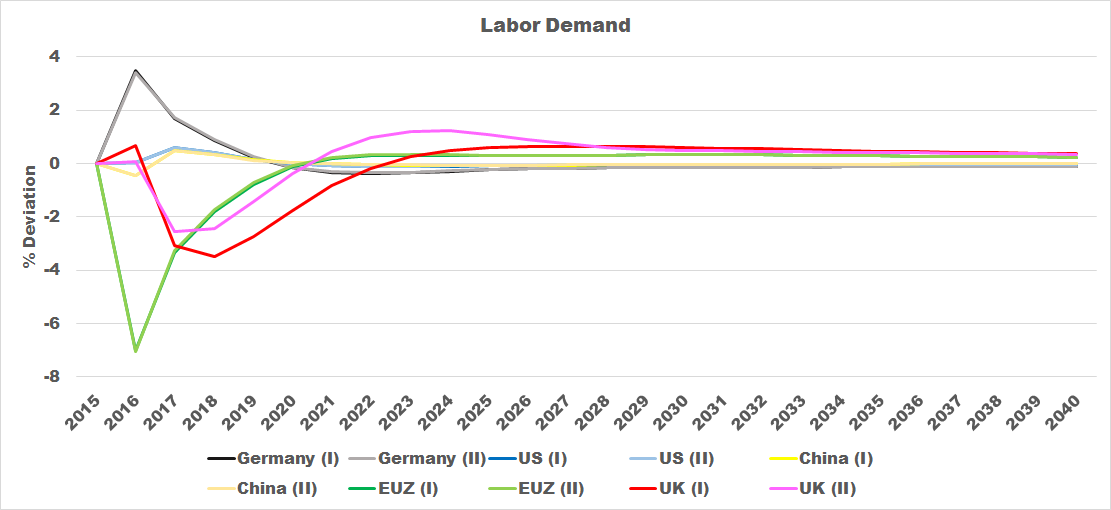 Labor Demand
4
2
0
-2
-4
-6
-8
% Deviation
2015 2016 2017 2018 2019 2020 2021 2022 2023 2024 2025 2026 2027 2028 2029 2030 2031 2032 2033 2034 2035 2036 2037 2038 2039 2040
Germany (I) Germany (II) US (I) US (II) China (I)
China (II) EUZ (I) EUZ (II) UK (I) UK (II)